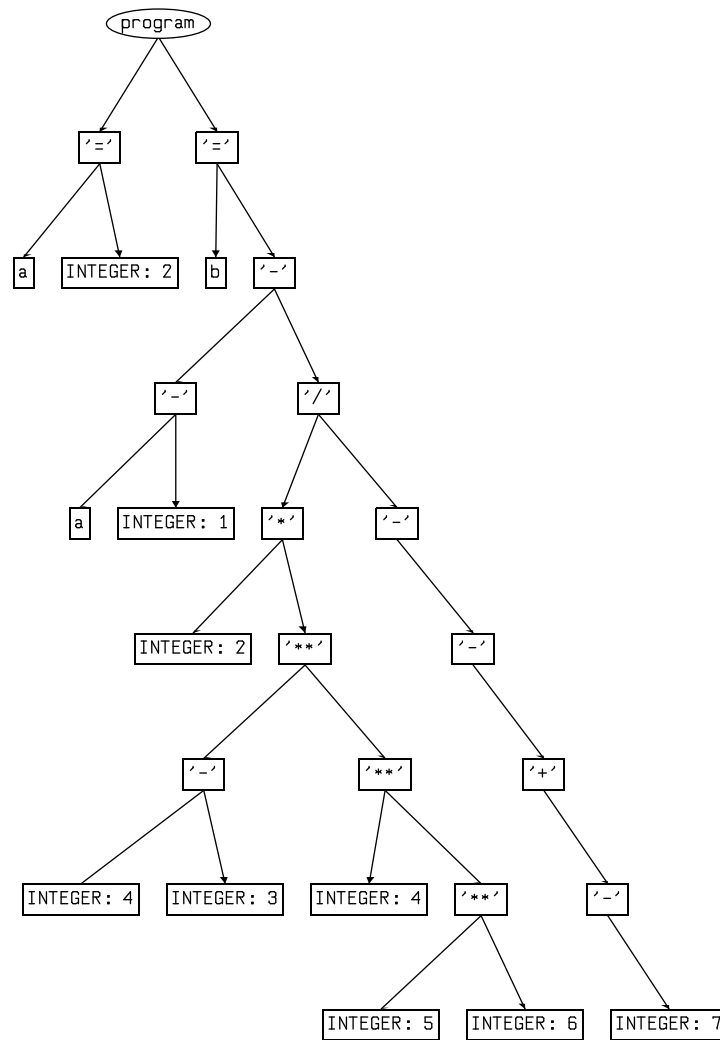 program
'='
'='
a
INTEGER: 2
b
'-'
'-'
'/'
a
INTEGER: 1
'*'
'-'
INTEGER: 2
'**'
'-'
'-'
'**'
'+'
INTEGER: 4
INTEGER: 3
INTEGER: 4
'**'
'-'
INTEGER: 5
INTEGER: 6
INTEGER: 7